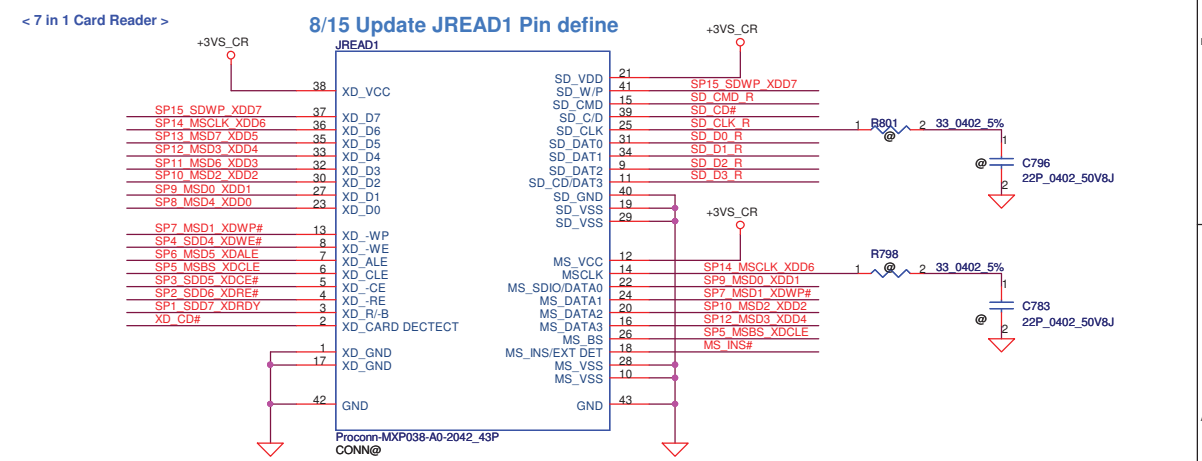 < 7 in 1 Card Reader >
8/15 Update JREAD1 Pin define
+3VS_CR
JREAD1
+3VS_CR
38 XD_VCC
SP15_SDWP_XDD7 37 XD_D7
SP14_MSCLK_XDD6 36 XD_D6
SP13_MSD7_XDD5 35 XD_D5
SP12_MSD3_XDD4 33 XD_D4
SP11_MSD6_XDD3 32 XD_D3
SP10_MSD2_XDD2 30 XD_D2
SP9_MSD0_XDD1 27 XD_D1
SP8_MSD4_XDD0 23 XD_D0
SP7_MSD1_XDWP# 13 XD_-WP
SP4_SDD4_XDWE# 8 XD_-WE
SP6_MSD5_XDALE 7 XD_ALE
SP5_MSBS_XDCLE 6 XD_CLE
SP3_SDD5_XDCE# 5 XD_-CE
SP2_SDD6_XDRE# 4 XD_-RE
SP1_SDD7_XDRDY 3 XD_R/-B
XD_CD# 2 XD_CARD DECTECT
1 XD_GND
17 XD_GND
42 GND
SD_VDD 21
SD_W/P 41 SP15_SDWP_XDD7
SD_CMD 15 SD_CMD_R
SD_C/D 39 SD_CD#
SD_CLK 25 SD_CLK_R
SD_DAT0 31 SD_D0_R
SD_DAT1 34 SD_D1_R
SD_DAT2 9 SD_D2_R
SD_CD/DAT3 11 SD_D3_R
SD_GND 40
SD_VSS 19
SD_VSS 29
+3VS_CR
MS_VCC 12
MSCLK 14 SP14_MSCLK_XDD6
MS_SDIO/DATA0 22 SP9_MSD0_XDD1
MS_DATA1 24 SP7_MSD1_XDWP#
MS_DATA2 20 SP10_MSD2_XDD2
MS_DATA3 16 SP12_MSD3_XDD4
MS_BS 26 SP5_MSBS_XDCLE
MS_INS/EXT DET 18 MS_INS#
MS_VSS 28
MS_VSS 10
GND 43
1 R801 2 33_0402_5%
@
1
@ C796
22P_0402_50V8J
2
R798
1 @ 2 33_0402_5%
1
C783
@ 22P_0402_50V8J
2
Proconn-MXP038-A0-2042_43P
CONN@